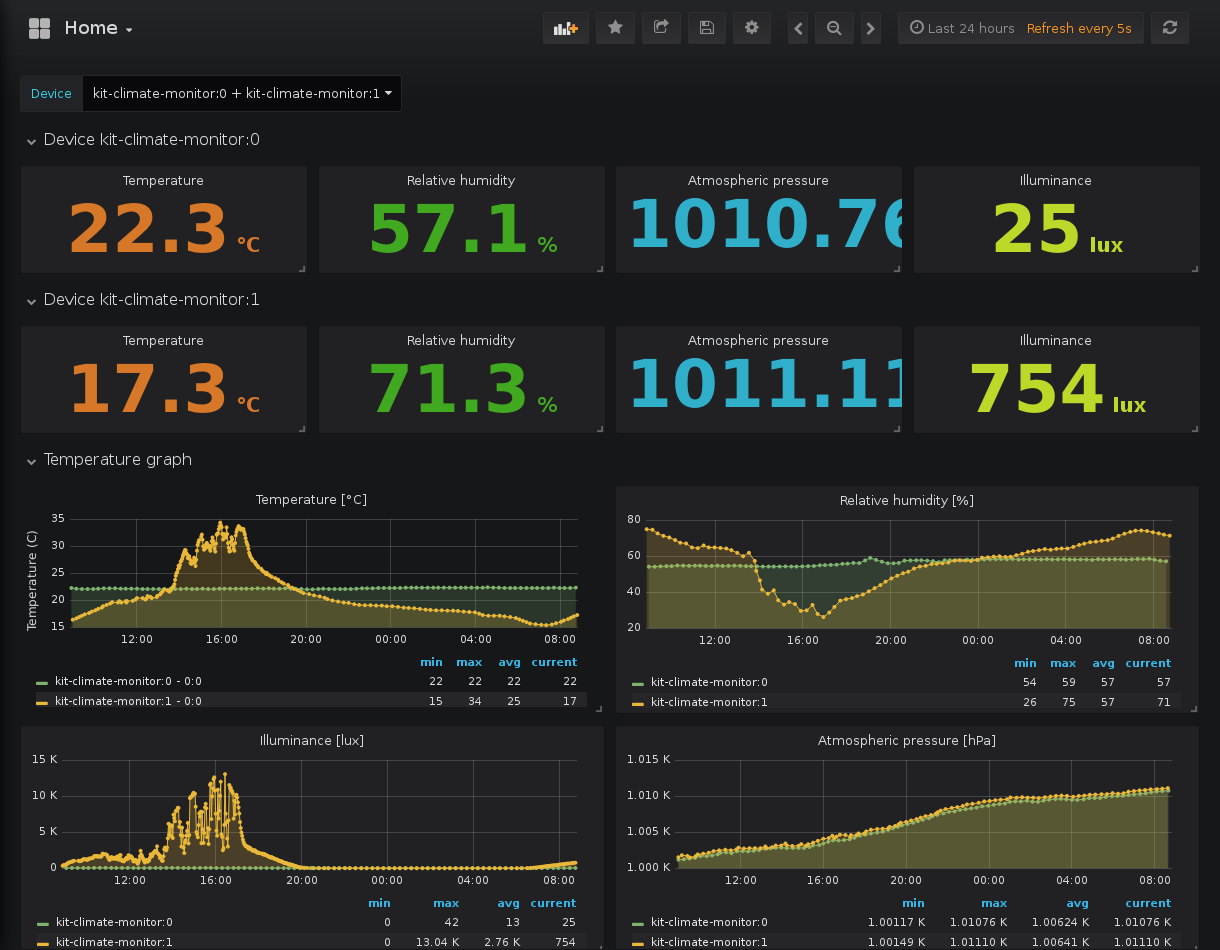 Home
Last 24 hours Refresh every 5s
Device kit-climate-monitor:0 + kit-climate-monitor:1
Device kit-climate-monitor:0
Temperature Relative humidity Atmospheric pressure Illuminance
22.3 °C 57.1 % 1010.76 25 lux
Device kit-climate-monitor:1
Temperature Relative humidity Atmospheric pressure Illuminance
17.3 °C 71.3 % 1011.11 754 lux
Temperature graph
Temperature [°C]
Temperature (C)
35
30
25
20
15
12:00 16:00 20:00 00:00 04:00 08:00
min max avg current
kit-climate-monitor:0 - 0:0 22 22 22 22
kit-climate-monitor:1 - 0:0 15 34 25 17
Relative humidity [%]
80
60
40
20
12:00 16:00 20:00 00:00 04:00 08:00
min max avg current
kit-climate-monitor:0 54 59 57 57
kit-climate-monitor:1 26 75 57 71
Illuminance [lux]
15 K
10 K
5 K
0
12:00 16:00 20:00 00:00 04:00 08:00
min max avg current
kit-climate-monitor:0 0 42 13 25
kit-climate-monitor:1 0 13.04 K 2.76 K 754
Atmospheric pressure [hPa]
1.015 K
1.010 K
1.005 K
1.000 K
12:00 16:00 20:00 00:00 04:00 08:00
min max avg current
kit-climate-monitor:0 1.00117 K 1.01076 K 1.00624 K 1.01076 K
kit-climate-monitor:1 1.00149 K 1.01110 K 1.00641 K 1.01110 K